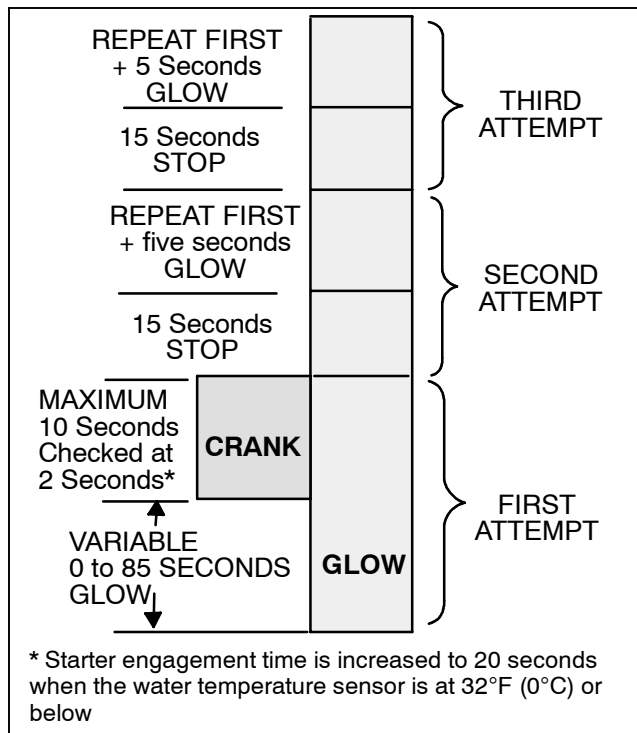 REPEAT FIRST
+ 5 Seconds
GLOW
15 Seconds
STOP
THIRD
ATTEMPT
REPEAT FIRST
+ five seconds
GLOW
15 Seconds
STOP
SECOND
ATTEMPT
MAXIMUM
10 Seconds
Checked at
2 Seconds*
CRANK
VARIABLE
0 to 85 SECONDS
GLOW
GLOW
FIRST
ATTEMPT
* Starter engagement time is increased to 20 seconds
when the water temperature sensor is at 32°F (0°C) or
below